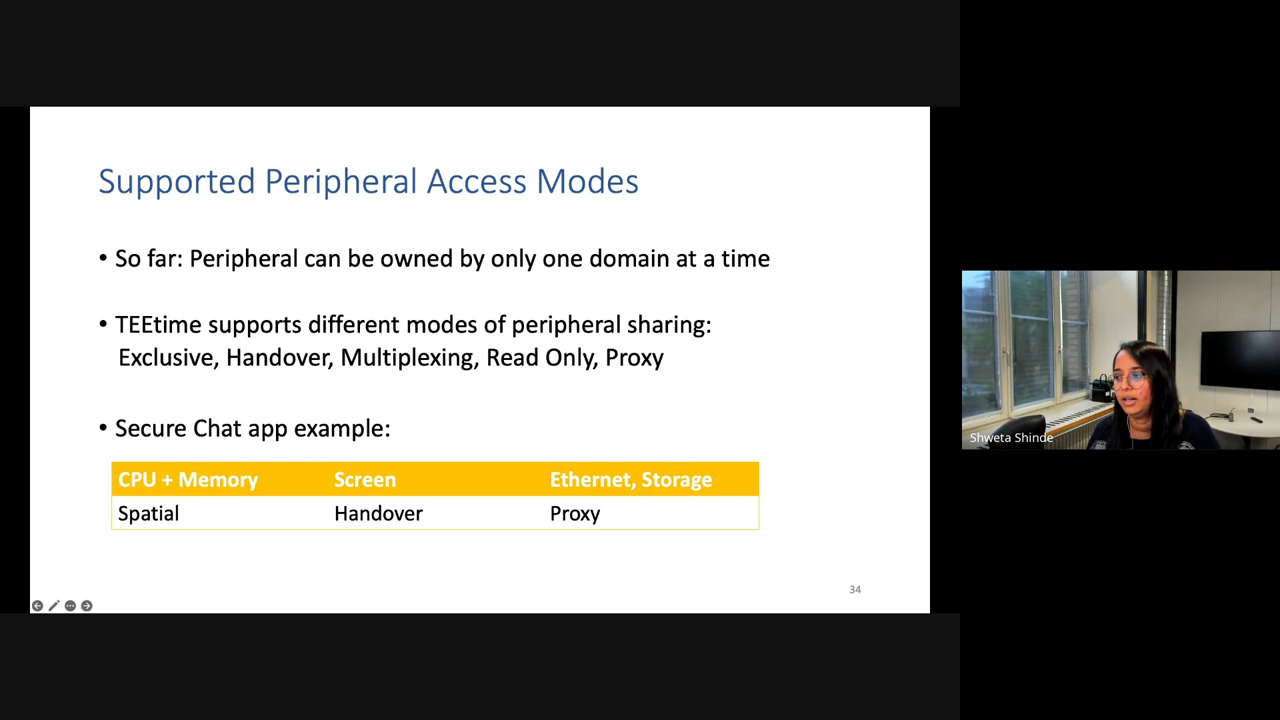 Supported Peripheral Access Modes
• So far: Peripheral can be owned by only one domain at a time
• TEEtime supports different modes of peripheral sharing:
Exclusive, Handover, Multiplexing, Read Only, Proxy
• Secure Chat app example:
CPU + Memory Screen Ethernet, Storage
Spatial Handover Proxy
34
Shweta Shinde